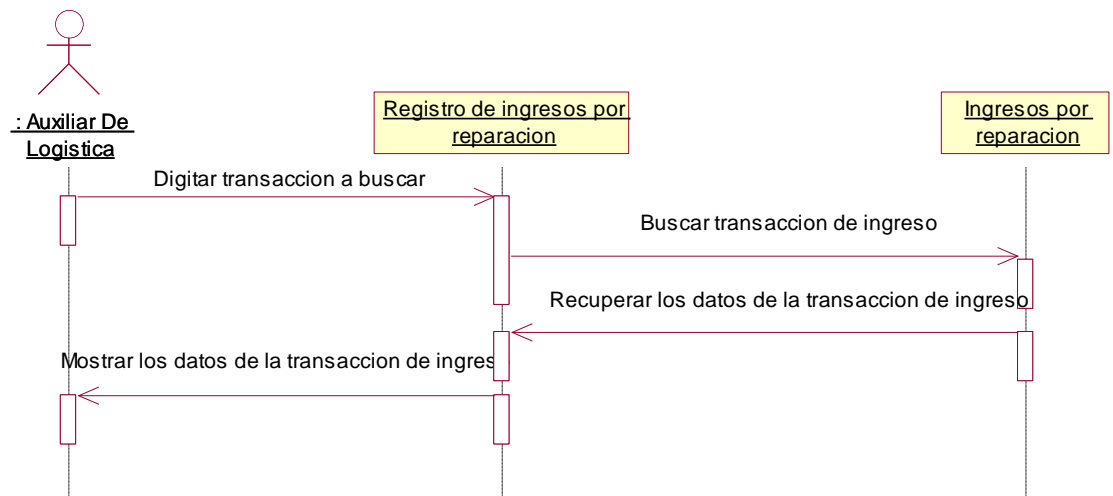 : Auxiliar De
Logistica
Registro de ingresos por
reparacion
Ingresos por
reparacion
Digitar transaccion a buscar
Buscar transaccion de ingreso
Recuperar los datos de la transaccion de ingreso
Mostrar los datos de la transaccion de ingreso